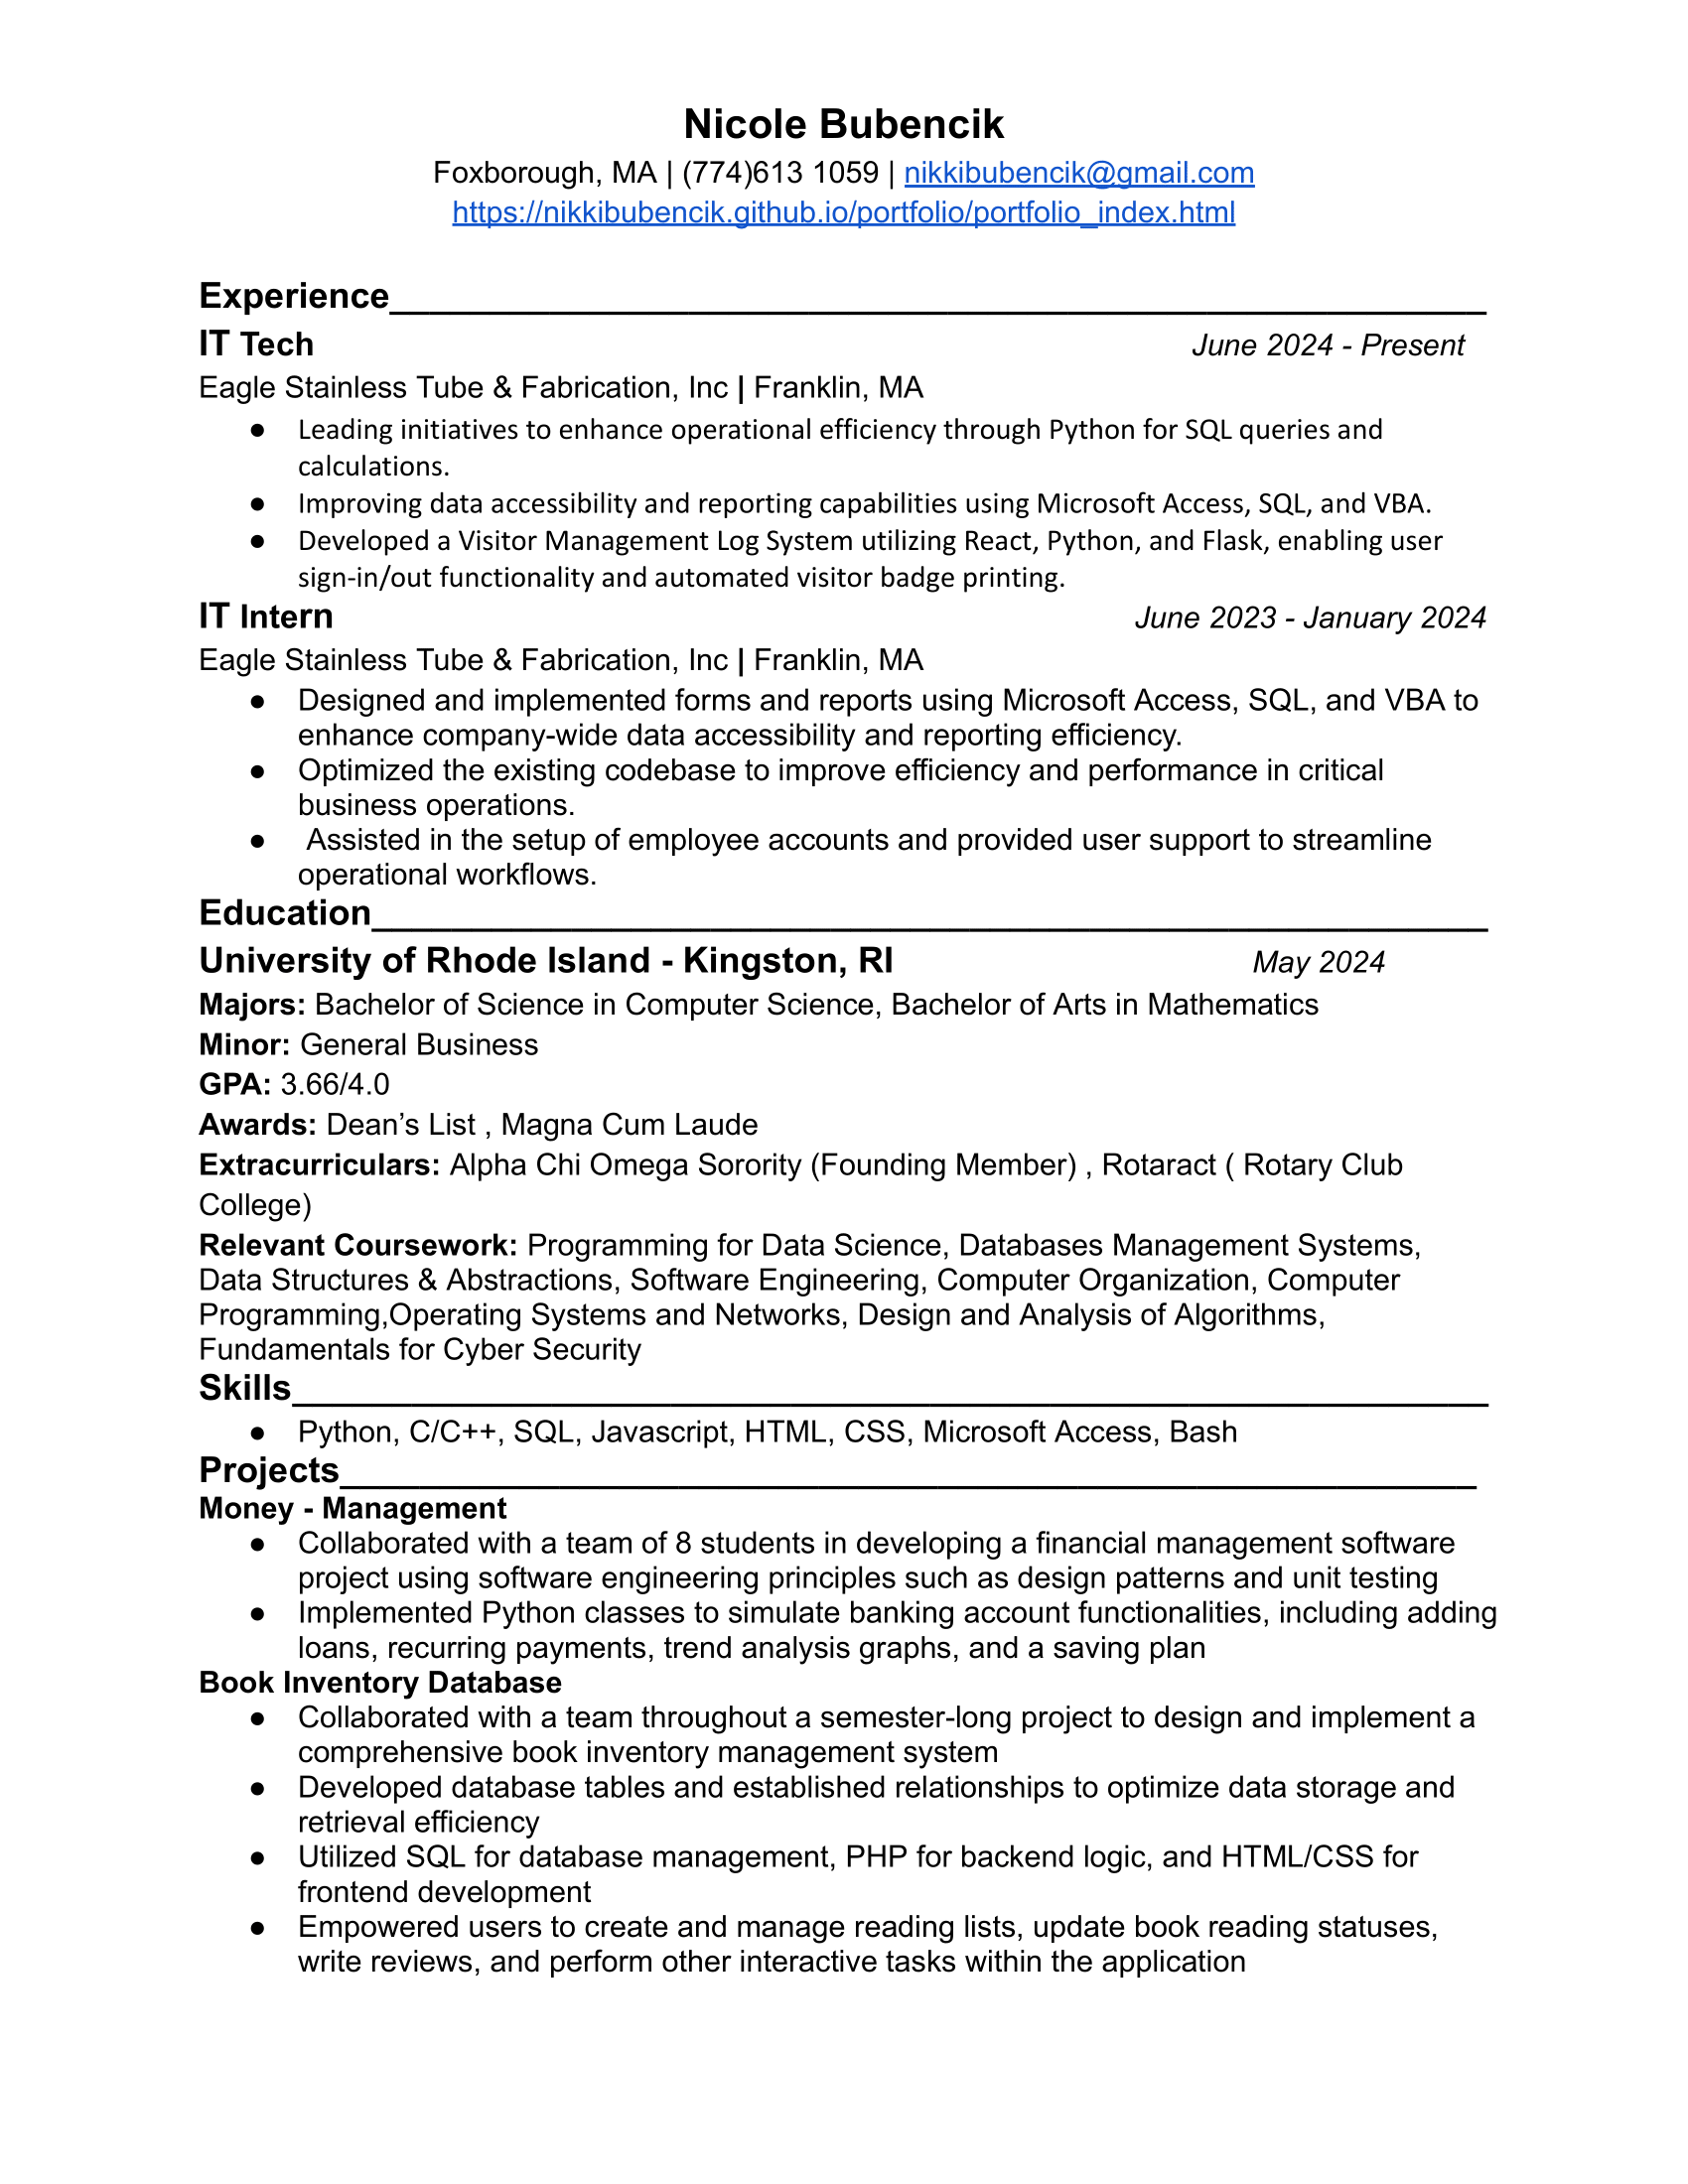 Nicole Bubencik
Foxborough, MA | (774)613 1059 | nikkibubencik@gmail.com
https://nikkibubencik.github.io/portfolio/portfolio_index.html
Experience
IT Tech June 2024 - Present
Eagle Stainless Tube & Fabrication, Inc | Franklin, MA
● Leading initiatives to enhance operational efficiency through Python for SQL queries and
calculations.
● Improving data accessibility and reporting capabilities using Microsoft Access, SQL, and VBA.
● Developed a Visitor Management Log System utilizing React, Python, and Flask, enabling user
sign-in/out functionality and automated visitor badge printing.
IT Intern June 2023 - January 2024
Eagle Stainless Tube & Fabrication, Inc | Franklin, MA
● Designed and implemented forms and reports using Microsoft Access, SQL, and VBA to
enhance company-wide data accessibility and reporting efficiency.
● Optimized the existing codebase to improve efficiency and performance in critical
business operations.
● Assisted in the setup of employee accounts and provided user support to streamline
operational workflows.
Education
University of Rhode Island - Kingston, RI May 2024
Majors: Bachelor of Science in Computer Science, Bachelor of Arts in Mathematics
Minor: General Business
GPA: 3.66/4.0
Awards: Dean’s List , Magna Cum Laude
Extracurriculars: Alpha Chi Omega Sorority (Founding Member) , Rotaract ( Rotary Club
College)
Relevant Coursework: Programming for Data Science, Databases Management Systems,
Data Structures & Abstractions, Software Engineering, Computer Organization, Computer
Programming,Operating Systems and Networks, Design and Analysis of Algorithms,
Fundamentals for Cyber Security
Skills
● Python, C/C++, SQL, Javascript, HTML, CSS, Microsoft Access, Bash
Projects
Money - Management
● Collaborated with a team of 8 students in developing a financial management software
project using software engineering principles such as design patterns and unit testing
● Implemented Python classes to simulate banking account functionalities, including adding
loans, recurring payments, trend analysis graphs, and a saving plan
Book Inventory Database
● Collaborated with a team throughout a semester-long project to design and implement a
comprehensive book inventory management system
● Developed database tables and established relationships to optimize data storage and
retrieval efficiency
● Utilized SQL for database management, PHP for backend logic, and HTML/CSS for
frontend development
● Empowered users to create and manage reading lists, update book reading statuses,
write reviews, and perform other interactive tasks within the application